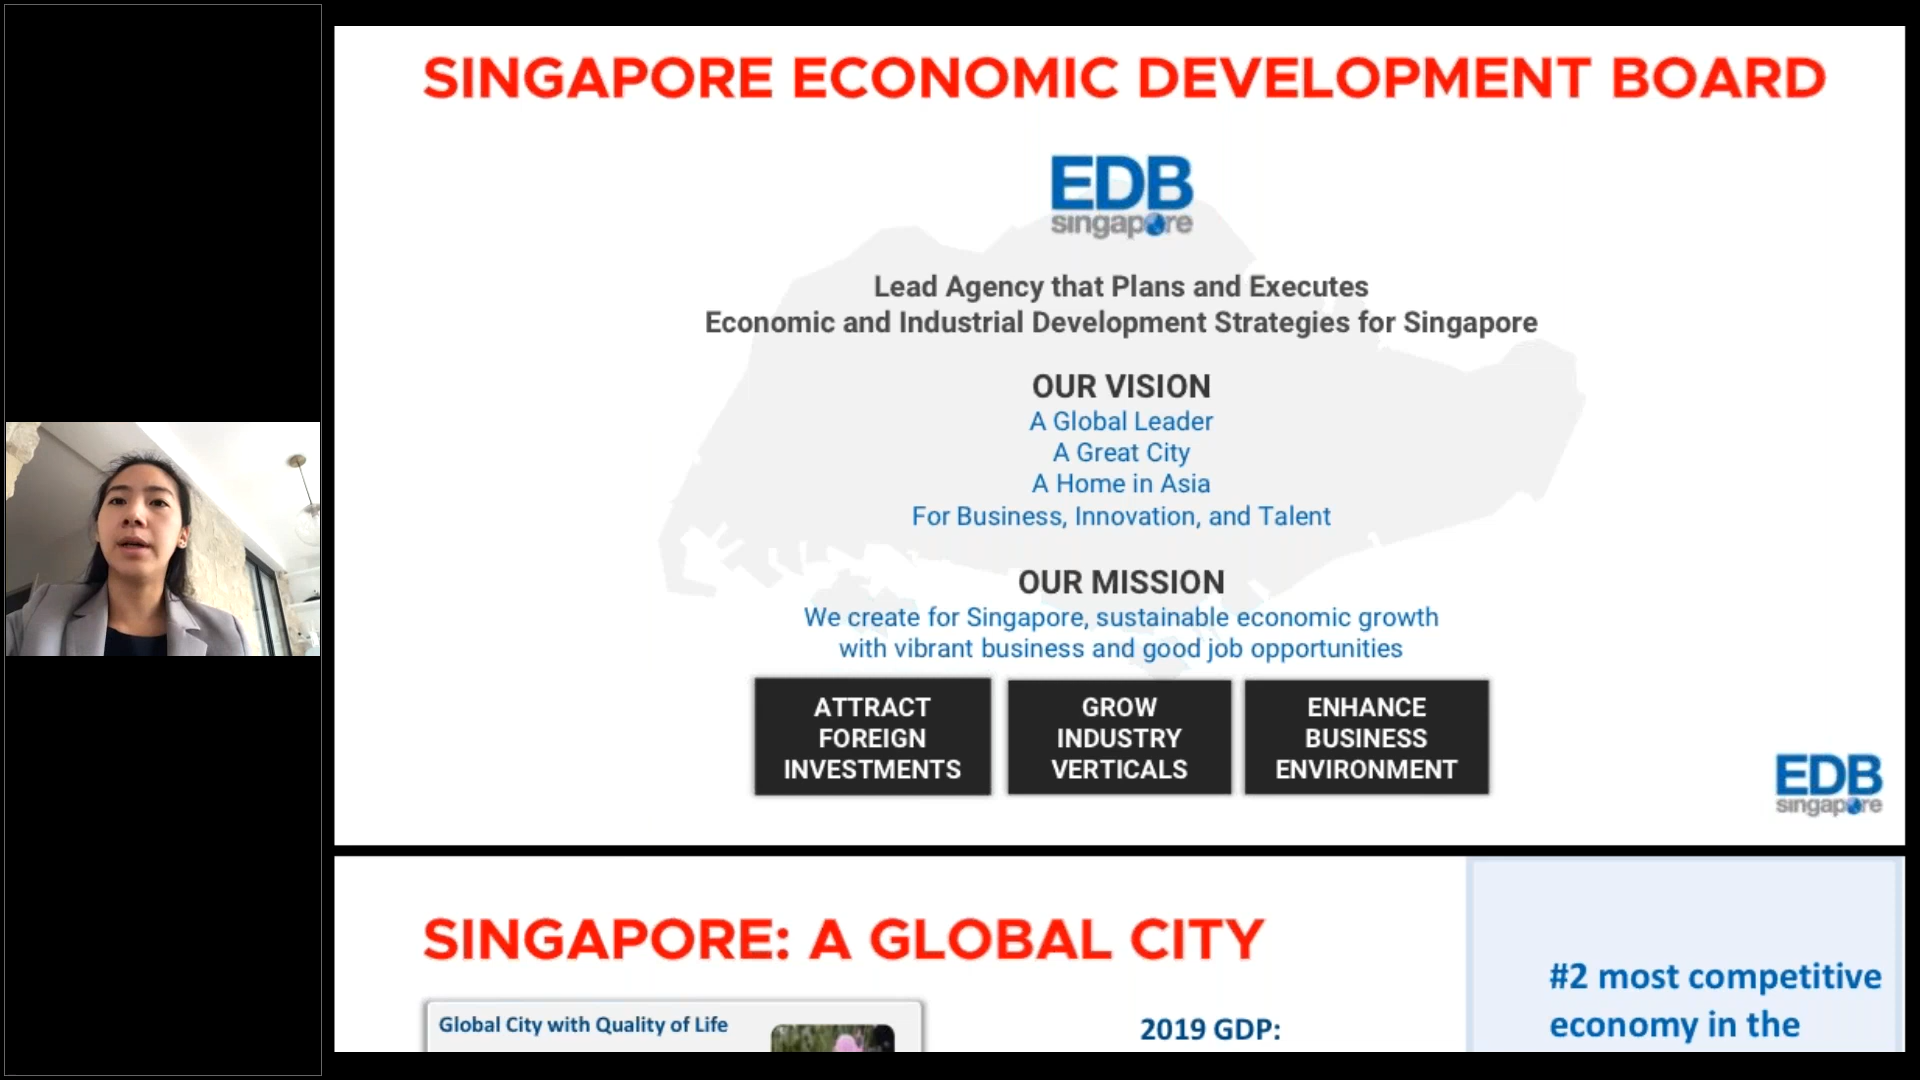 SINGAPORE ECONOMIC DEVELOPMENT BOARD
EDB
singapore
Lead Agency that Plans and Executes
Economic and Industrial Development Strategies for Singapore
OUR VISION
A Global Leader
A Great City
A Home in Asia
For Business, Innovation, and Talent
OUR MISSION
We create for Singapore, sustainable economic growth
with vibrant business and good job opportunities
ATTRACT
FOREIGN
INVESTMENTS
GROW
INDUSTRY
VERTICALS
ENHANCE
BUSINESS
ENVIRONMENT
EDB
singapore
SINGAPORE: A GLOBAL CITY
Global City with Quality of Life
2019 GDP:
#2 most competitive
economy in the